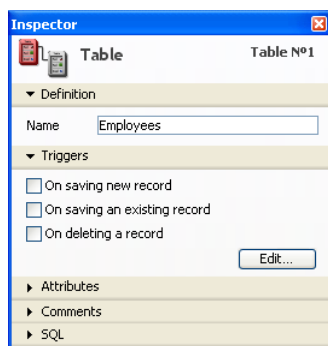 Inspector
Table Table Nº1
Definition
Name Employees
Triggers
On saving new record
On saving an existing record
On deleting a record
Edit...
Attributes
Comments
SQL